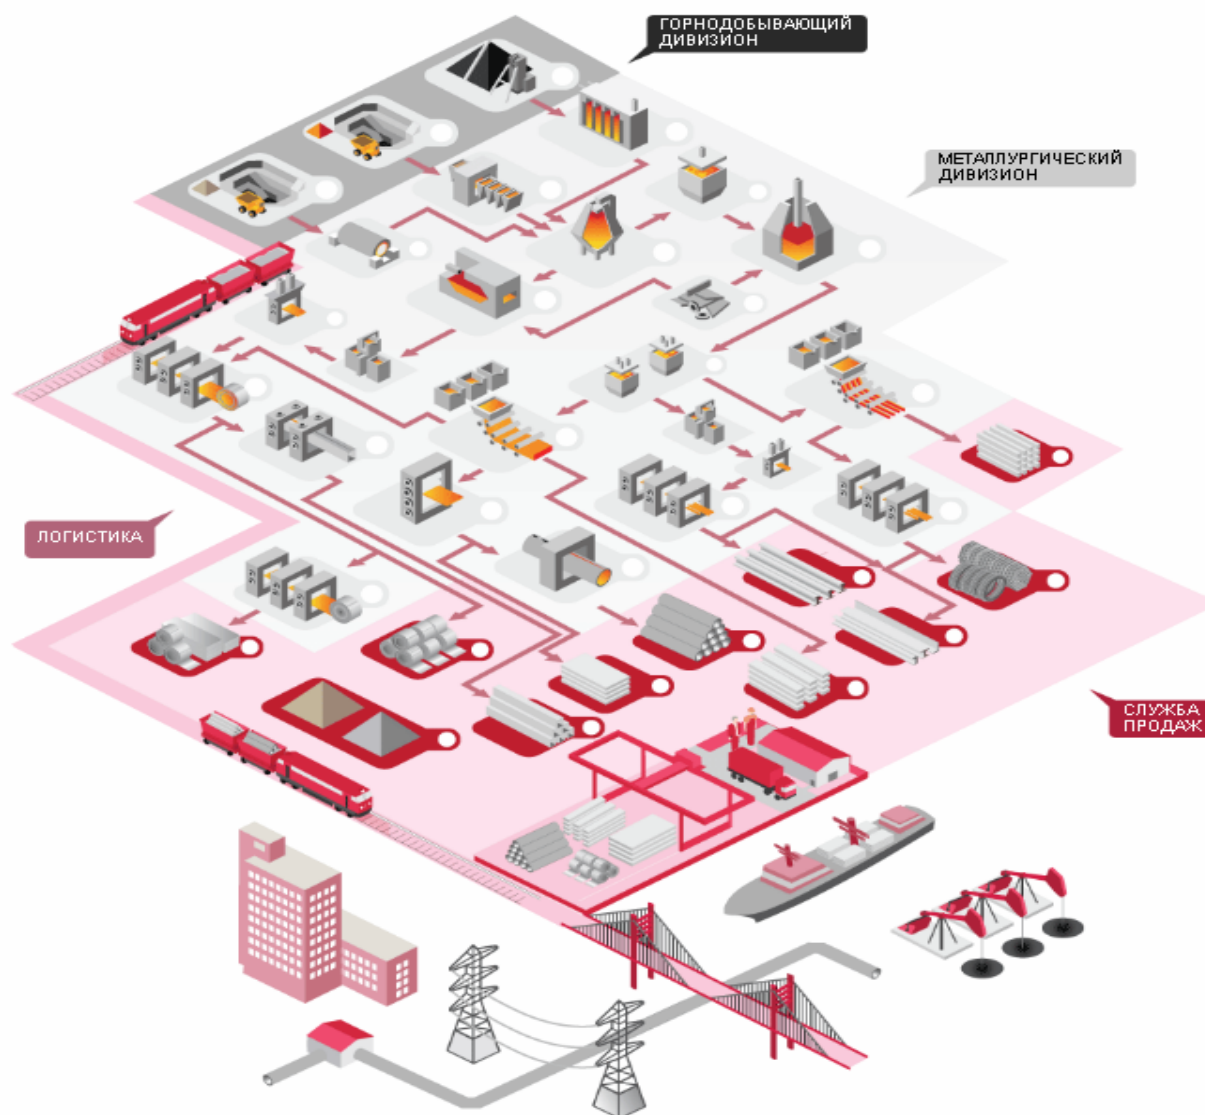 ГОРНОДОБЫВАЮЩИЙ
ДИВИЗИОН
МЕТАЛЛУРГИЧЕСКИЙ
ДИВИЗИОН
ЛОГИСТИКА
СЛУЖБА
ПРОДАЖ